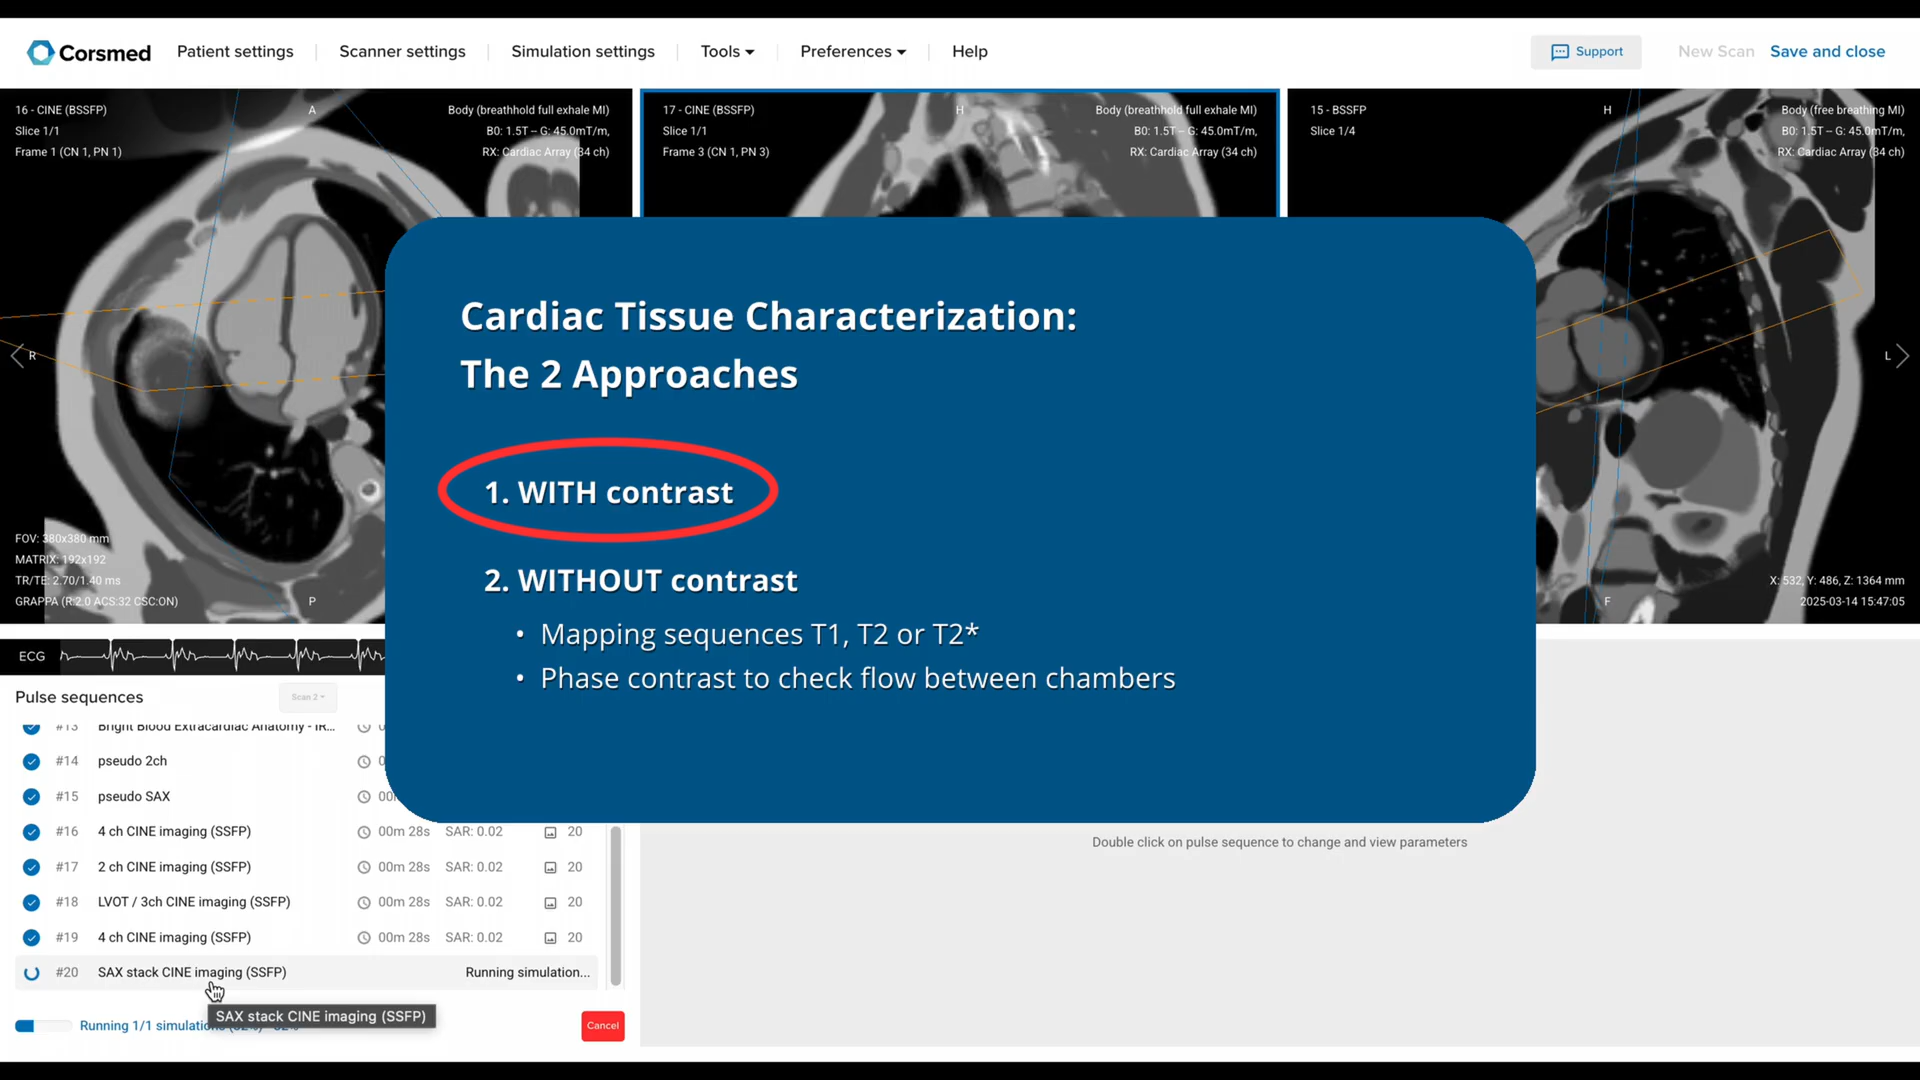 Corsmed
Patient settings
Scanner settings
Simulation settings
Tools
Preferences
Help
Support
New Scan
Save and close
16 - CINE (BSSFP)
Slice 1/1
Frame 1 (CN 1, PN 1)
A
Body (breathhold full exhale MI)
B0: 1.5T – G: 45.0mT/m,
RX: Cardiac Array (34 ch)
R
FOV: 380x380 mm
MATRIX: 192x192
TR/TE: 2.70/1.40 ms
GRAPPA (R:2.0 ACS:32 CSC:ON)
P
17 - CINE (BSSFP)
Slice 1/1
Frame 3 (CN 1, PN 3)
H
Body (breathhold full exhale MI)
B0: 1.5T – G: 45.0mT/m,
RX: Cardiac Array (34 ch)
15 - BSSFP
Slice 1/4
H
Body (free breathing MI)
B0: 1.5T – G: 45.0mT/m,
RX: Cardiac Array (34 ch)
L
X: 532, Y: 486, Z: 1364 mm
2025-03-14 15:47:05
F
Cardiac Tissue Characterization:
The 2 Approaches
1. WITH contrast
2. WITHOUT contrast
• Mapping sequences T1, T2 or T2*
• Phase contrast to check flow between chambers
ECG
Pulse sequences
Scan 2
#13 Bright Blood Extracardiac Anatomy - IR...
#14 pseudo 2ch
#15 pseudo SAX
#16 4 ch CINE imaging (SSFP) 00m 28s SAR: 0.02 20
#17 2 ch CINE imaging (SSFP) 00m 28s SAR: 0.02 20
#18 LVOT / 3ch CINE imaging (SSFP) 00m 28s SAR: 0.02 20
#19 4 ch CINE imaging (SSFP) 00m 28s SAR: 0.02 20
#20 SAX stack CINE imaging (SSFP) Running simulation...
SAX stack CINE imaging (SSFP)
Running 1/1 simulations
Cancel
Double click on pulse sequence to change and view parameters